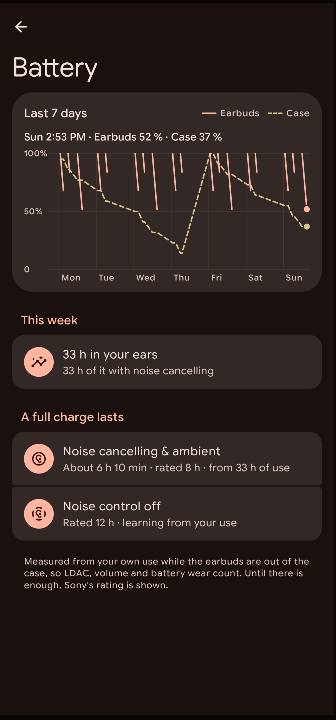 Battery
Last 7 days
Earbuds
Case
Sun 2:53 PM · Earbuds 52 % · Case 37 %
100%
50%
0
Mon Tue Wed Thu Fri Sat Sun
This week
33 h in your ears
33 h of it with noise cancelling
A full charge lasts
Noise cancelling & ambient
About 6 h 10 min · rated 8 h · from 33 h of use
Noise control off
Rated 12 h · learning from your use
Measured from your own use while the earbuds are out of the
case, so LDAC, volume and battery wear count. Until there is
enough, Sony's rating is shown.